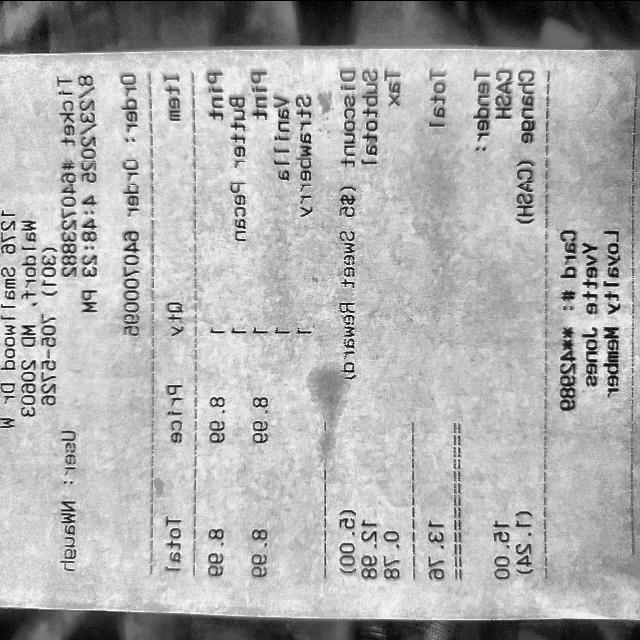 1276 Smallwood Dr W
Waldorf, MD 20603
(301) 705-6726
Ticket #640723882 User: NWaugh
8/23/2025 4:48:23 PM
Order: Order 640700095
Item Qty Price Total
Pint 1 8.99 8.99
Butter Pecan 1
Pint 1 8.99 8.99
Vanilla 1
Strawberry 1
Discount ($5 Sweet Reward) (5.00)
Subtotal 12.98
Tax 0.78
Total 13.76
Tender:
CASH 15.00
Change (CASH) (1.24)
Card #: **42989
Yvette Jones
Loyalty Member